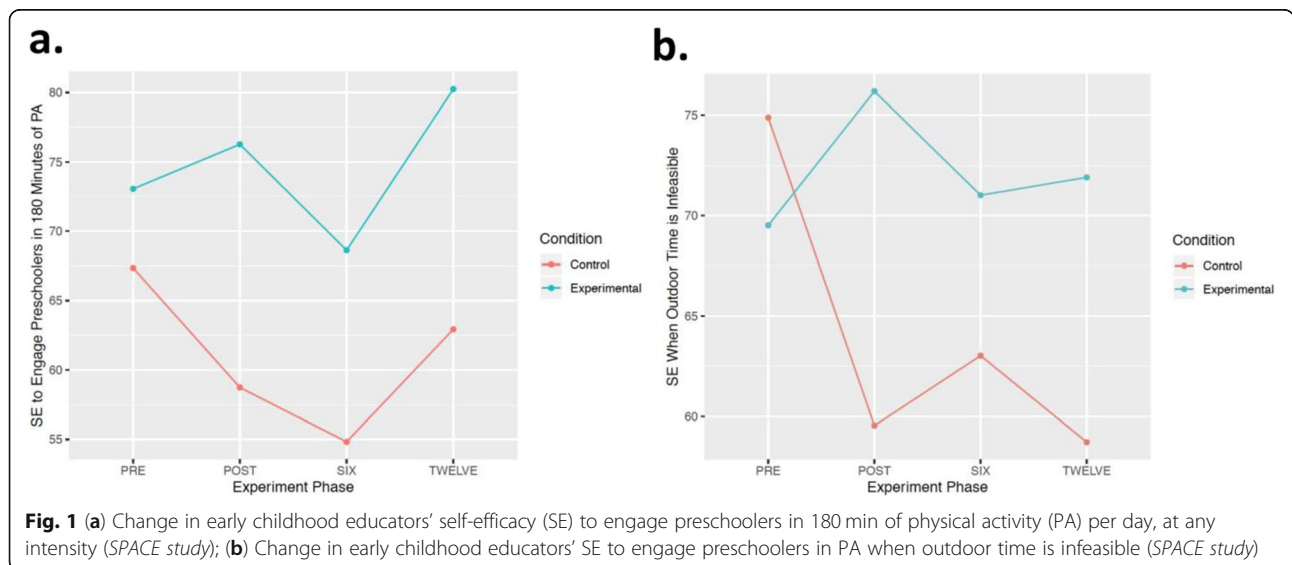 a.
SE to Engage Preschoolers in 180 Minutes of PA
80
75
70
65
60
55
PRE
POST
SIX
TWELVE
Experiment Phase
Condition
Control
Experimental
b.
SE When Outdoor Time is Infeasible
75
70
65
60
PRE
POST
SIX
TWELVE
Experiment Phase
Condition
Control
Experimental
Fig. 1 (a) Change in early childhood educators' self-efficacy (SE) to engage preschoolers in 180 min of physical activity (PA) per day, at any
intensity (SPACE study); (b) Change in early childhood educators' SE to engage preschoolers in PA when outdoor time is infeasible (SPACE study)